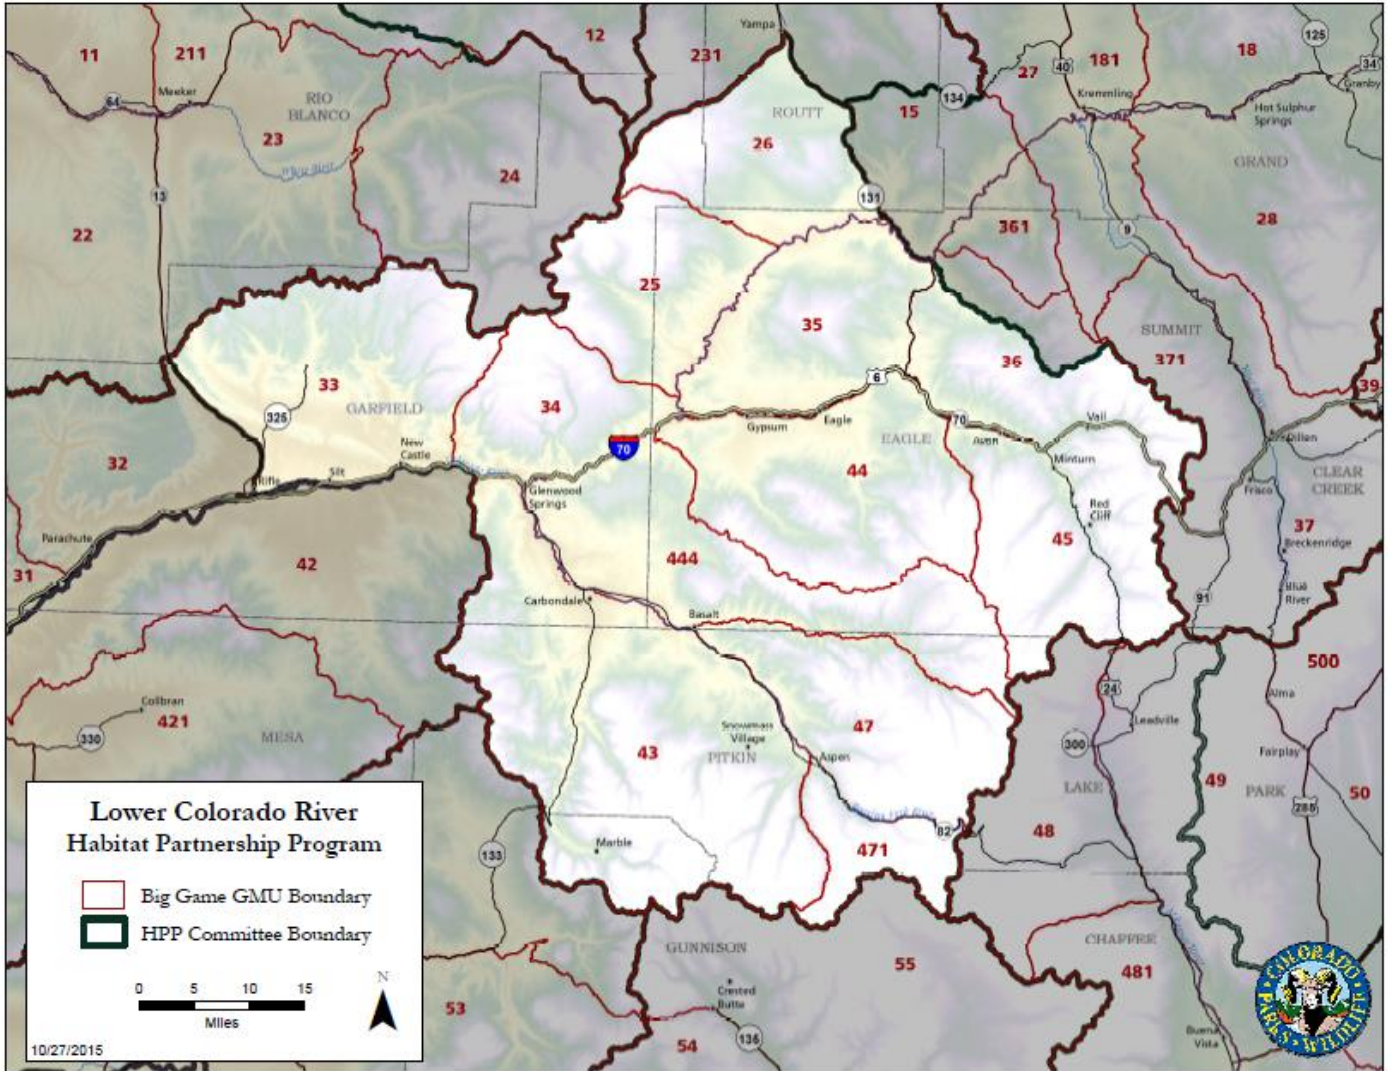 Yampa
12
125
11
211
231
18
181
34
27
40
Granby
Meeker
64
134
Kremmling
RIO
BLANCO
ROUTT
15
Hot Sulphur
Springs
23
26
White River
GRAND
24
13
131
28
22
361
9
25
35
SUMMIT
371
36
6
39
33
325
GARFIELD
34
Vail
Gypsum
Eagle
70
EAGLE
Avon
Dillon
New
Castle
70
32
Minturn
44
CLEAR
CREEK
Silt
Rifle
Glenwood
Springs
Red
Cliff
Frisco
37
Parachute
45
Breckenridge
444
42
31
Blue
River
91
Carbondale
Basalt
500
24
Alma
Collbran
421
Leadville
330
MESA
Snowmass
Village
47
43
PITKIN
Aspen
300
Fairplay
49
LAKE
PARK
50
285
Lower Colorado River
Habitat Partnership Program
Roaring Fork River
82
48
Marble
133
471
Big Game GMU Boundary
HPP Committee Boundary
GUNNISON
CHAFFEE
55
481
N
0 5 10 15
Miles
Crested
Butte
53
135
54
Buena
Vista
10/27/2015
COLORADO
PARKS & WILDLIFE